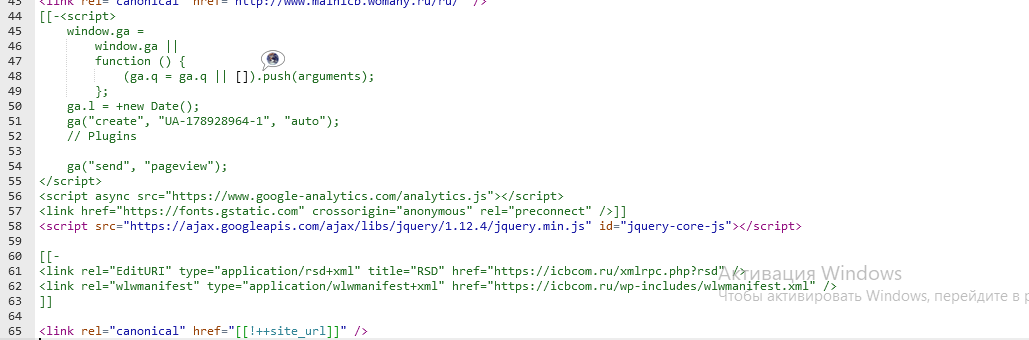 43 <link rel="canonical" href="http://www.mainicb.womany.ru/ru/" />
44 [[-<script>
45 window.ga =
46 window.ga ||
47 function () {
48 (ga.q = ga.q || []).push(arguments);
49 };
50 ga.l = +new Date();
51 ga("create", "UA-178928964-1", "auto");
52 // Plugins
53
54 ga("send", "pageview");
55 </script>
56 <script async src="https://www.google-analytics.com/analytics.js"></script>
57 <link href="https://fonts.gstatic.com" crossorigin="anonymous" rel="preconnect" />]]
58 <script src="https://ajax.googleapis.com/ajax/libs/jquery/1.12.4/jquery.min.js" id="jquery-core-js"></script>
59
60 [[-
61 <link rel="EditURI" type="application/rsd+xml" title="RSD" href="https://icbcom.ru/xmlrpc.php?rsd" />
Активация Windows
62 <link rel="wlwmanifest" type="application/wlwmanifest+xml" href="https://icbcom.ru/wp-includes/wlwmanifest.xml" />
Чтобы активировать Windows, перейдите в
63 ]]
64
65 <link rel="canonical" href="[[!++site_url]]" />